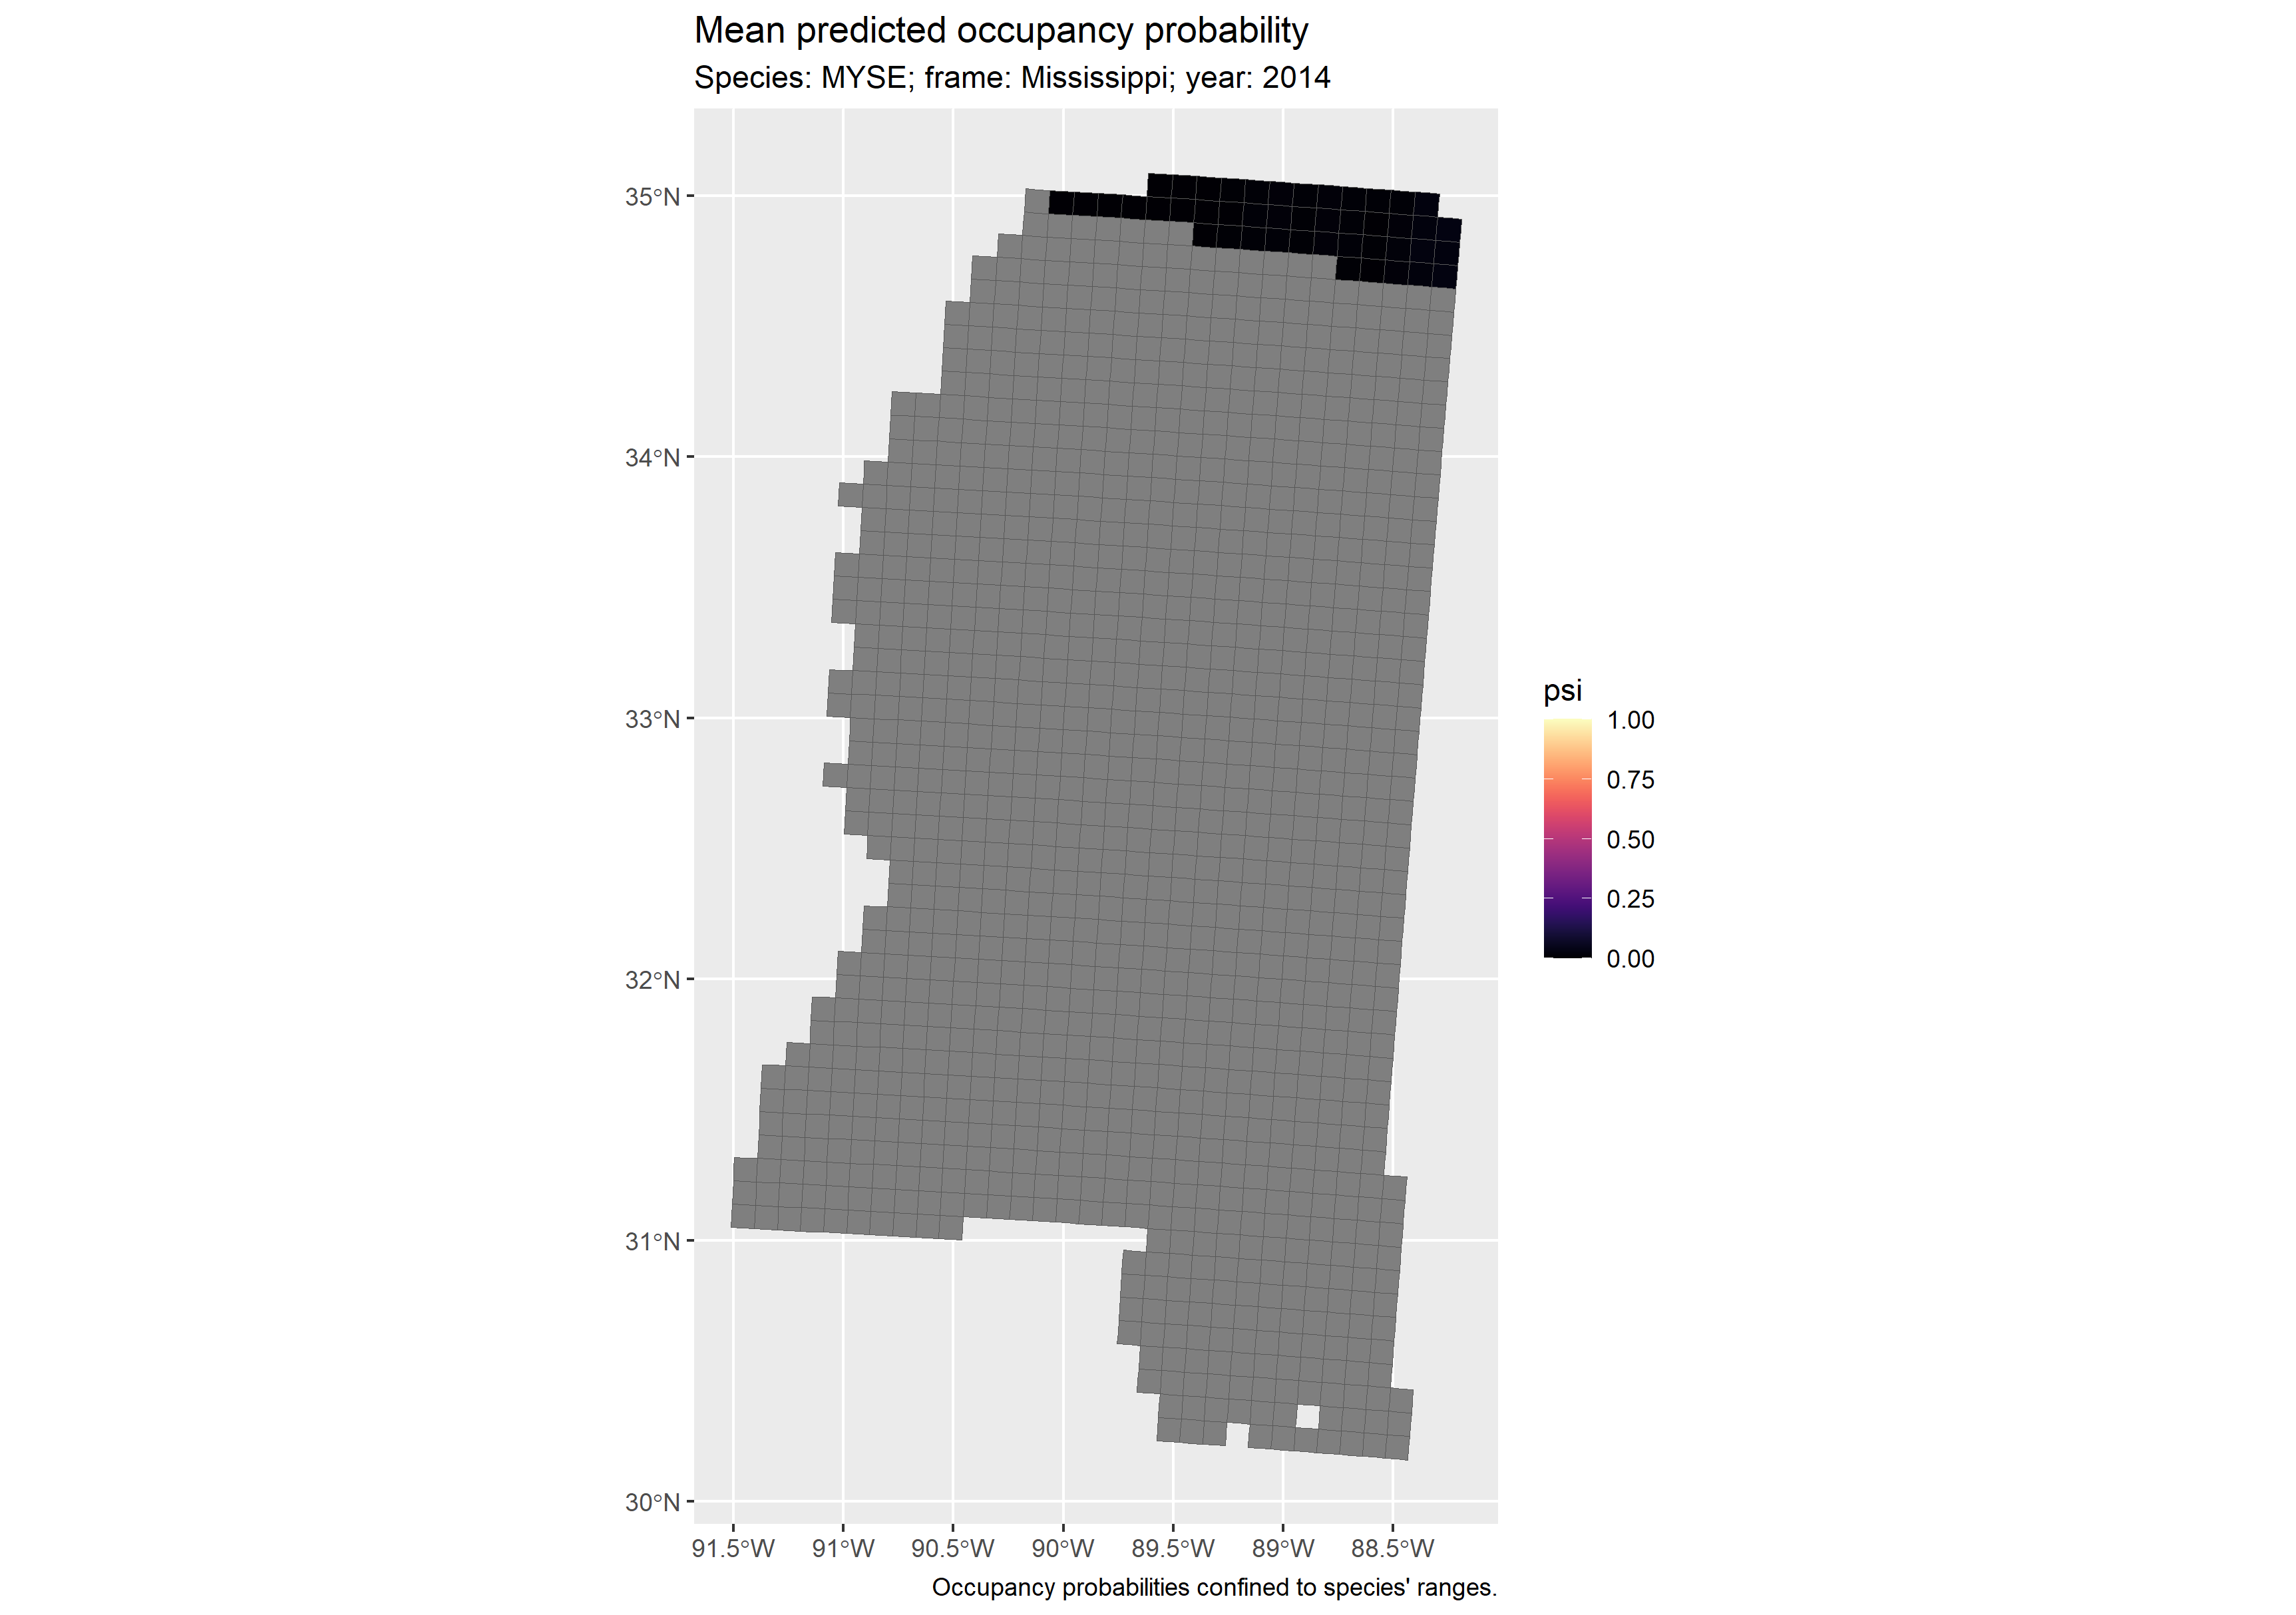 Mean predicted occupancy probability
Species: MYSE; frame: Mississippi; year: 2014
35°N
34°N
33°N
32°N
31°N
30°N
91.5°W 91°W 90.5°W 90°W 89.5°W 89°W 88.5°W
psi
1.00
0.75
0.50
0.25
0.00
Occupancy probabilities confined to species' ranges.